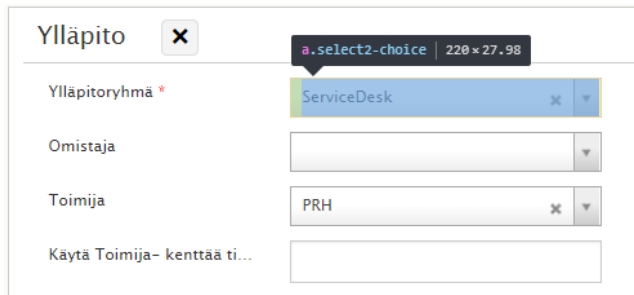 Ylläpito ×
a.select2-choice | 220×27.98
Ylläpitoryhmä * ServiceDesk ×
Omistaja
Toimija PRH ×
Käytä Toimija– kenttää ti...